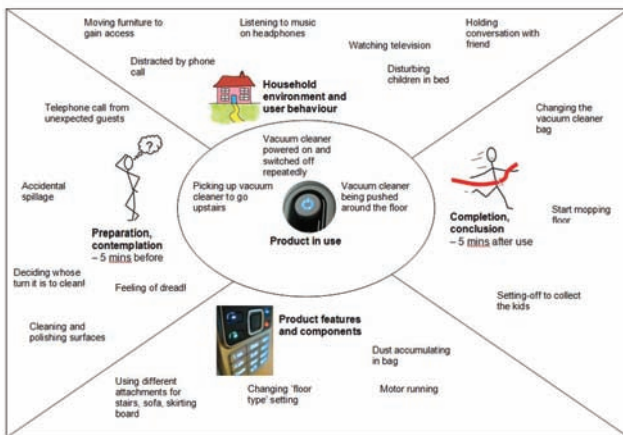 Moving furniture to
gain access
Listening to music
on headphones
Holding
conversation with
friend
Watching television
Distracted by phone
call
Disturbing
children in bed
Household
environment and
user behaviour
Telephone call from
unexpected guests
Changing the
vacuum cleaner
bag
?
Vacuum cleaner
powered on and
switched off
repeatedly
Accidental
spillage
Picking up vacuum
cleaner to go
upstairs
Vacuum cleaner
being pushed
around the floor
Product in use
Start mopping
floor
Preparation,
contemplation
– 5 mins before
Completion,
conclusion
– 5 mins after use
Deciding whose
turn it is to clean!
Feeling of dread!
Setting-off to collect
the kids
Cleaning and
polishing surfaces
Product features
and components
Dust accumulating
in bag
Using different
attachments for
stairs, sofa, skirting
board
Changing 'floor
type' setting
Motor running